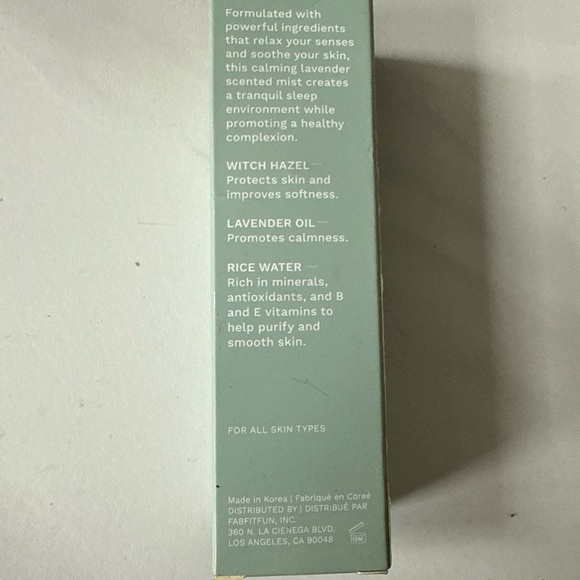 Formulated with
powerful ingredients
that relax your senses
and soothe your skin,
this calming lavender
scented mist creates
a tranquil sleep
environment while
promoting a healthy
complexion.
WITCH HAZEL—
Protects skin and
improves softness.
LAVENDER OIL—
Promotes calmness.
RICE WATER—
Rich in minerals,
antioxidants, and B
and E vitamins to
help purify and
smooth skin.
FOR ALL SKIN TYPES
Made in Korea | Fabriqué en Coreé
DISTRIBUTED BY | DISTRIBUÉ PAR
FABFITFUN, INC.
360 N. LA CIENEGA BLVD.
LOS ANGELES, CA 90048
12M